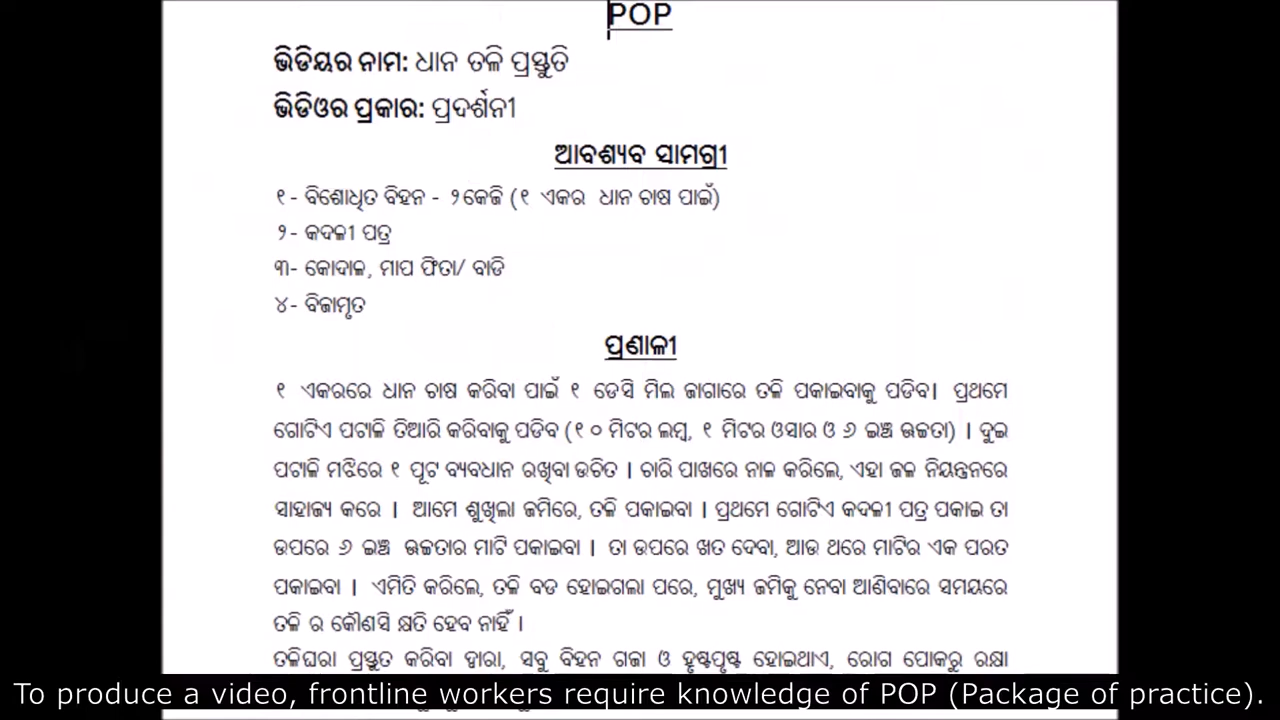 POP
ଭିଡିୟର ନାମ: ଧାନ ତଳି ପ୍ରସ୍ତୁତି
ଭିଡିଓର ପ୍ରକାର: ପ୍ରଦର୍ଶନୀ
ଆବଶ୍ୟବ ସାମଗ୍ରୀ
୧- ବିଶୋଧିତ ବିହନ - ୨କେଜି (୧ ଏକର ଧାନ ଚାଷ ପାଇଁ)
୨- କଦଳୀ ପତ୍ର
୩- କୋଦାଳ, ମାପ ଫିତା/ ବାଡି
୪- ବିଜାମୃତ
ପ୍ରଣାଳୀ
୧ ଏକରରେ ଧାନ ଚାଷ କରିବା ପାଇଁ ୧ ଡେସି ମିଲ ଜାଗାରେ ତଳି ପକାଇବାକୁ ପଡିବ। ପ୍ରଥମେ
ଗୋଟିଏ ପଟାଳି ତିଆରି କରିବାକୁ ପଡିବ (୧୦ ମିଟର ଲମ୍ବ, ୧ ମିଟର ଓସାର ଓ ୬ ଇଞ୍ଚ ଊଚ୍ଚତା) । ଦୁଇ
ପଟାଳି ମଝିରେ ୧ ପୂଟ ବ୍ୟବଧାନ ରଖିବା ଉଚିତ । ଚାରି ପାଖରେ ନାଳ କରିଲେ, ଏହା ଜଳ ନିୟନ୍ତ୍ରନରେ
ସାହାଜ୍ୟ କରେ । ଆମେ ଶୁଖିଲା ଜମିରେ, ତଳି ପକାଇବା । ପ୍ରଥମେ ଗୋଟିଏ କଦଳୀ ପତ୍ର ପକାଇ ତା
ଉପରେ ୬ ଇଞ୍ଚ ଊଚ୍ଚତାର ମାଟି ପକାଇବା । ତା ଉପରେ ଖତ ଦେବା, ଆଉ ଥରେ ମାଟିର ଏକ ପରତ
ପକାଇବା । ଏମିତି କରିଲେ, ତଳି ବଡ ହୋଇଗଲା ପରେ, ମୁଖ୍ୟ ଜମିକୁ ନେବା ଆଣିବାରେ ସମୟରେ
ତଳି ର କୌଣସି କ୍ଷତି ହେବ ନାହିଁ ।
ତଳିଘରା ପ୍ରସ୍ତୁତ କରିବା ଦ୍ୱାରା, ସବୁ ବିହନ ଗଜା ଓ ହୃଷ୍ଟପୃଷ୍ଟ ହୋଇଥାଏ, ରୋଗ ପୋକରୁ ରକ୍ଷା
To produce a video, frontline workers require knowledge of POP (Package of practice).